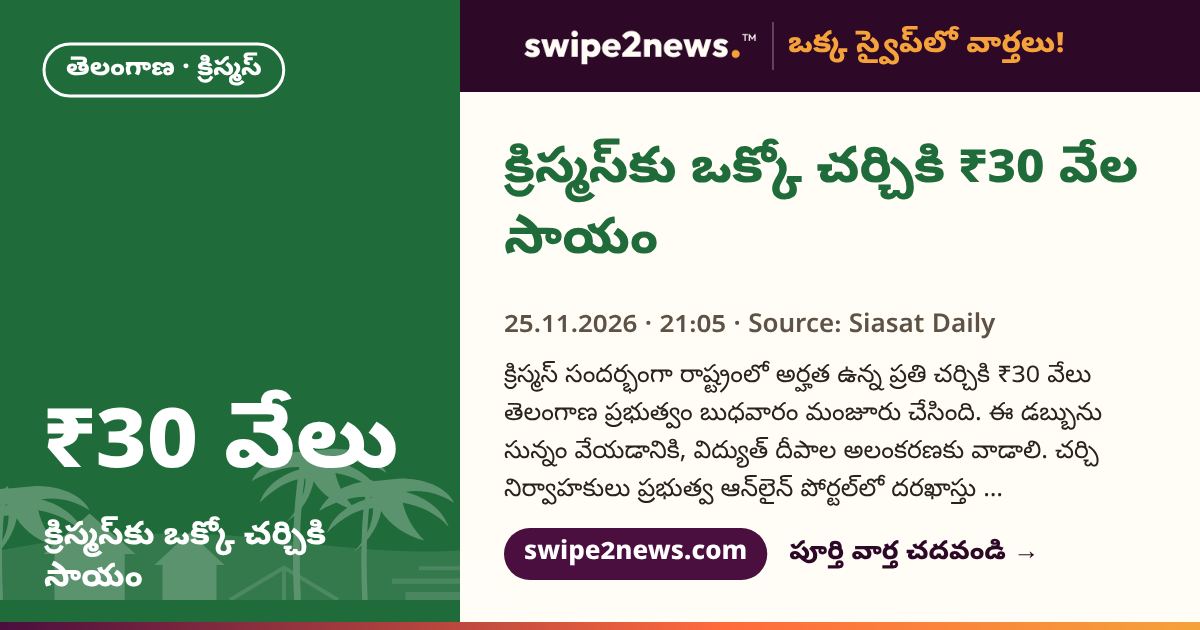 తెలంగాణ · క్రిస్మస్
₹30 వేలు
క్రిస్మస్‌కు ఒక్కో చర్చికి
సాయం
swipe2news.™ ఒక్క స్వైప్‌లో వార్తలు!
క్రిస్మస్‌కు ఒక్కో చర్చికి ₹30 వేల
సాయం
25.11.2026 · 21:05 · Source: Siasat Daily
క్రిస్మస్ సందర్భంగా రాష్ట్రంలో అర్హత ఉన్న ప్రతి చర్చికి ₹30 వేలు
తెలంగాణ ప్రభుత్వం బుధవారం మంజూరు చేసింది. ఈ డబ్బును
సున్నం వేయడానికి, విద్యుత్ దీపాల అలంకరణకు వాడాలి. చర్చి
నిర్వాహకులు ప్రభుత్వ ఆన్‌లైన్ పోర్టల్‌లో దరఖాస్తు ...
swipe2news.com పూర్తి వార్త చదవండి →